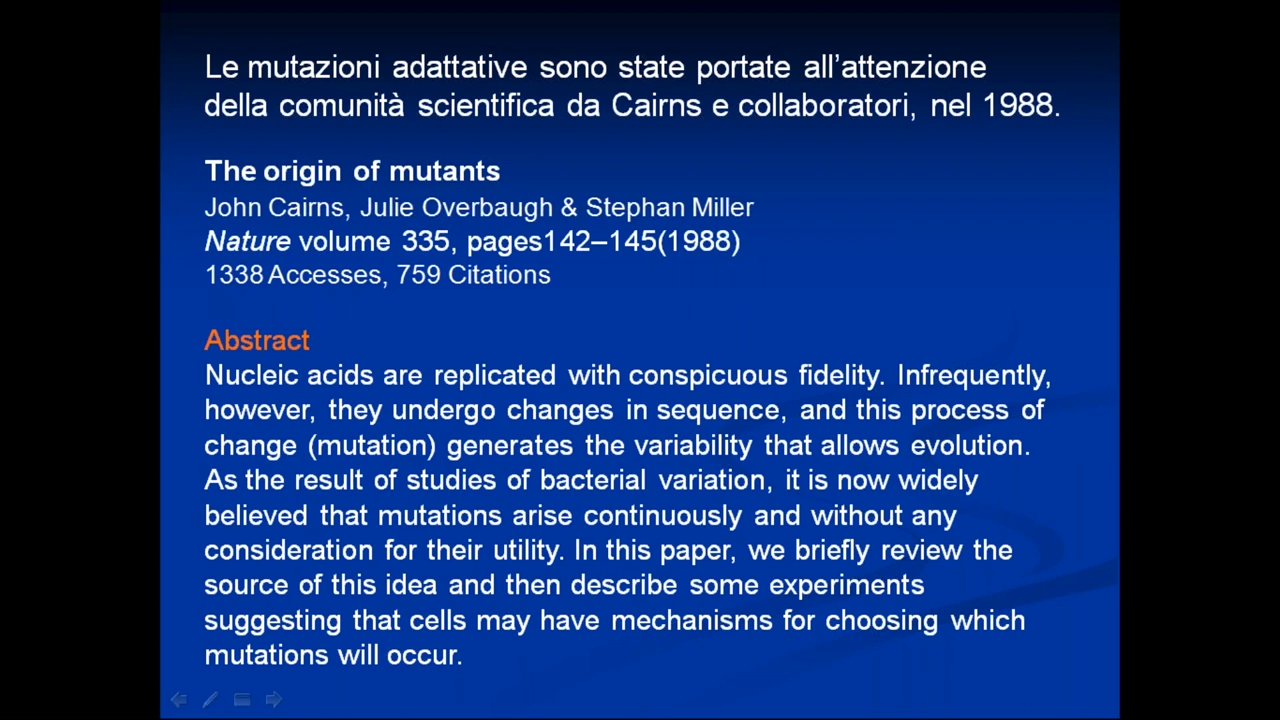 Le mutazioni adattative sono state portate all’attenzione
della comunità scientifica da Cairns e collaboratori, nel 1988.
The origin of mutants
John Cairns, Julie Overbaugh & Stephan Miller
Nature volume 335, pages142–145(1988)
1338 Accesses, 759 Citations
Abstract
Nucleic acids are replicated with conspicuous fidelity. Infrequently,
however, they undergo changes in sequence, and this process of
change (mutation) generates the variability that allows evolution.
As the result of studies of bacterial variation, it is now widely
believed that mutations arise continuously and without any
consideration for their utility. In this paper, we briefly review the
source of this idea and then describe some experiments
suggesting that cells may have mechanisms for choosing which
mutations will occur.